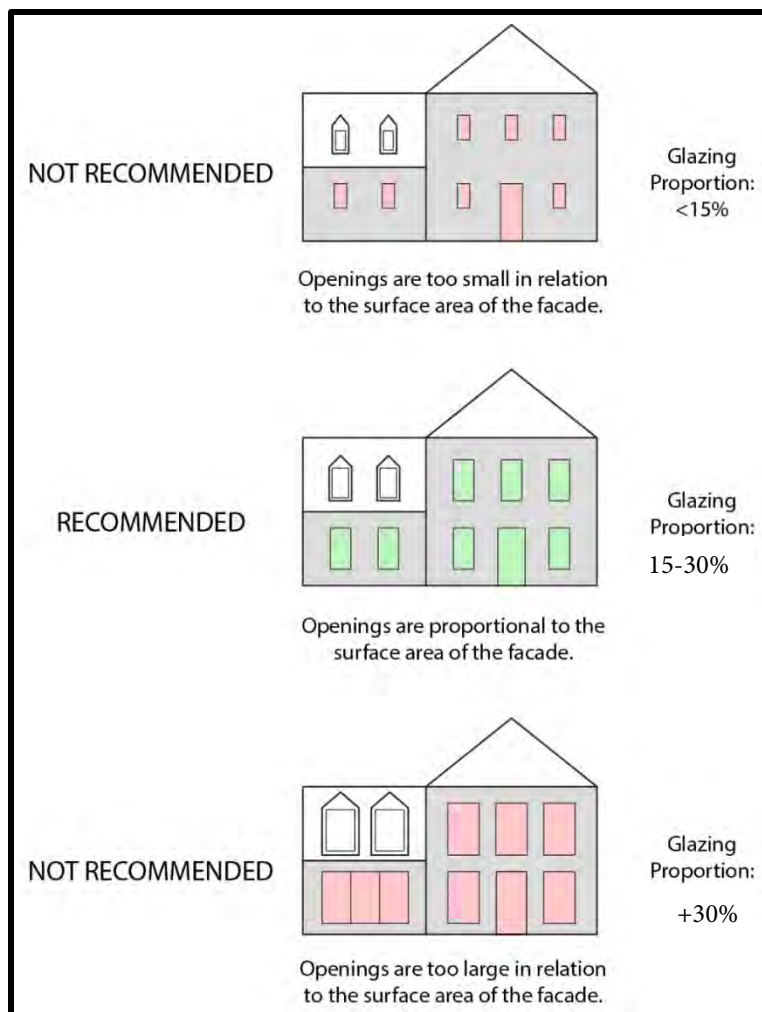 NOT RECOMMENDED
Glazing
Proportion:
<15%
Openings are too small in relation
to the surface area of the facade.
RECOMMENDED
Glazing
Proportion:
15-30%
Openings are proportional to the
surface area of the facade.
NOT RECOMMENDED
Glazing
Proportion:
+30%
Openings are too large in relation
to the surface area of the facade.